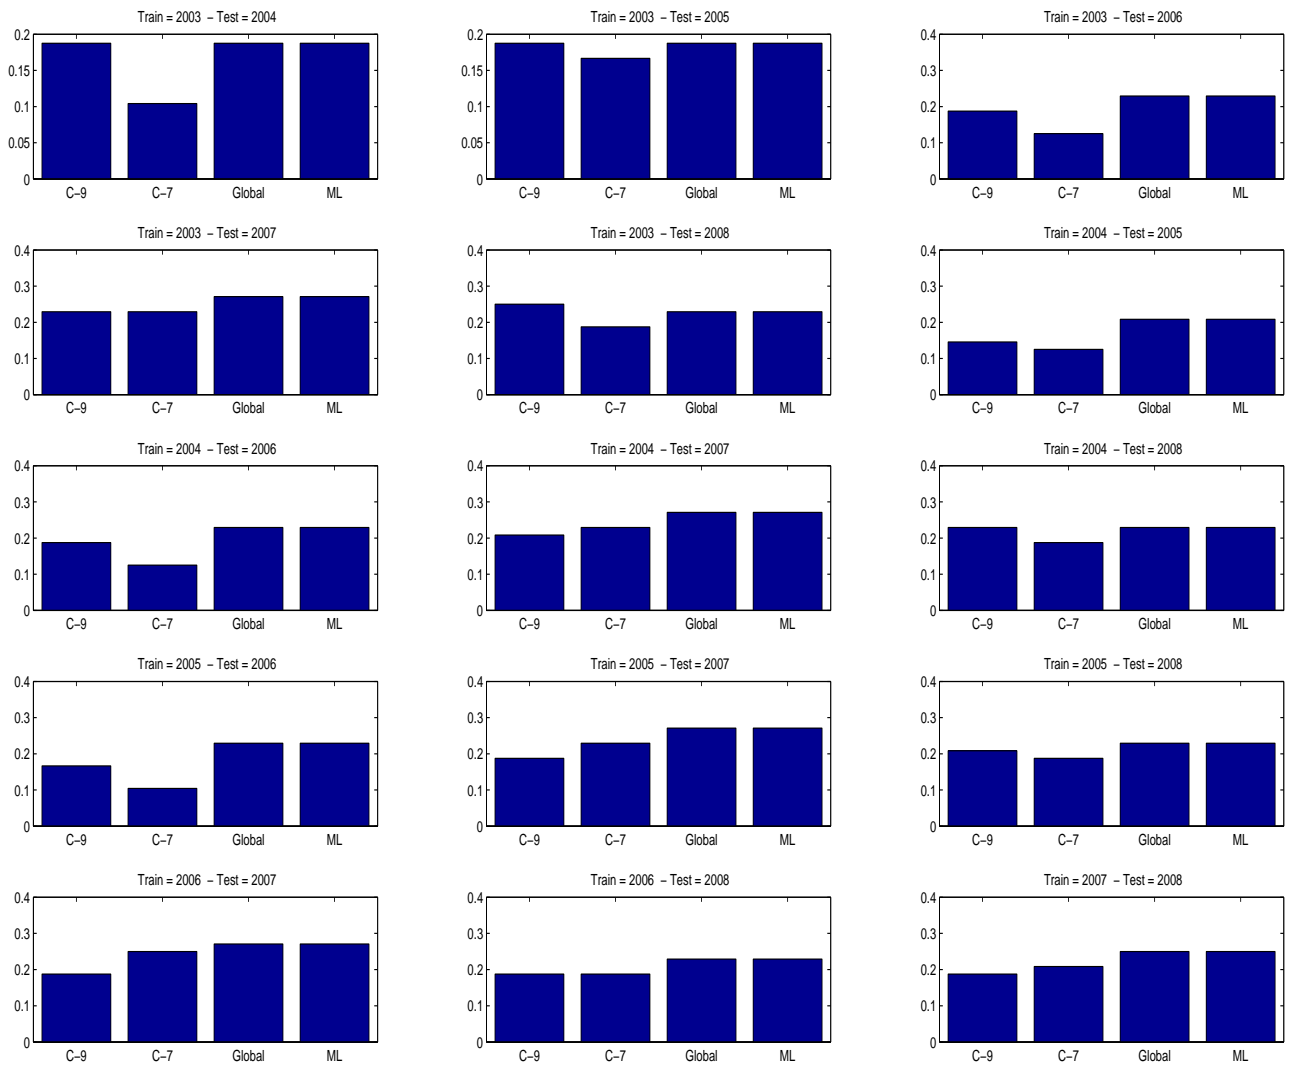 Train = 2003 − Test = 2004
0.2
0.15
0.1
0.05
0
C−9 C−7 Global ML
Train = 2003 − Test = 2005
0.2
0.15
0.1
0.05
0
C−9 C−7 Global ML
Train = 2003 − Test = 2006
0.4
0.3
0.2
0.1
0
C−9 C−7 Global ML
Train = 2003 − Test = 2007
0.4
0.3
0.2
0.1
0
C−9 C−7 Global ML
Train = 2003 − Test = 2008
0.4
0.3
0.2
0.1
0
C−9 C−7 Global ML
Train = 2004 − Test = 2005
0.4
0.3
0.2
0.1
0
C−9 C−7 Global ML
Train = 2004 − Test = 2006
0.4
0.3
0.2
0.1
0
C−9 C−7 Global ML
Train = 2004 − Test = 2007
0.4
0.3
0.2
0.1
0
C−9 C−7 Global ML
Train = 2004 − Test = 2008
0.4
0.3
0.2
0.1
0
C−9 C−7 Global ML
Train = 2005 − Test = 2006
0.4
0.3
0.2
0.1
0
C−9 C−7 Global ML
Train = 2005 − Test = 2007
0.4
0.3
0.2
0.1
0
C−9 C−7 Global ML
Train = 2005 − Test = 2008
0.4
0.3
0.2
0.1
0
C−9 C−7 Global ML
Train = 2006 − Test = 2007
0.4
0.3
0.2
0.1
0
C−9 C−7 Global ML
Train = 2006 − Test = 2008
0.4
0.3
0.2
0.1
0
C−9 C−7 Global ML
Train = 2007 − Test = 2008
0.4
0.3
0.2
0.1
0
C−9 C−7 Global ML